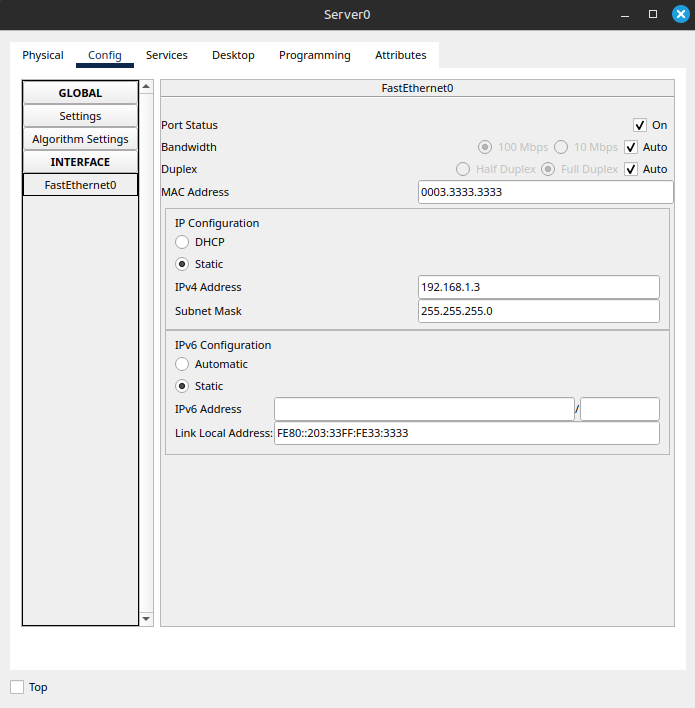 Server0
Physical Config Services Desktop Programming Attributes
GLOBAL
Settings
Algorithm Settings
INTERFACE
FastEthernet0
FastEthernet0
Port Status On
Bandwidth 100 Mbps 10 Mbps Auto
Duplex Half Duplex Full Duplex Auto
MAC Address 0003.3333.3333
IP Configuration
DHCP
Static
IPv4 Address 192.168.1.3
Subnet Mask 255.255.255.0
IPv6 Configuration
Automatic
Static
IPv6 Address /
Link Local Address: FE80::203:33FF:FE33:3333
Top